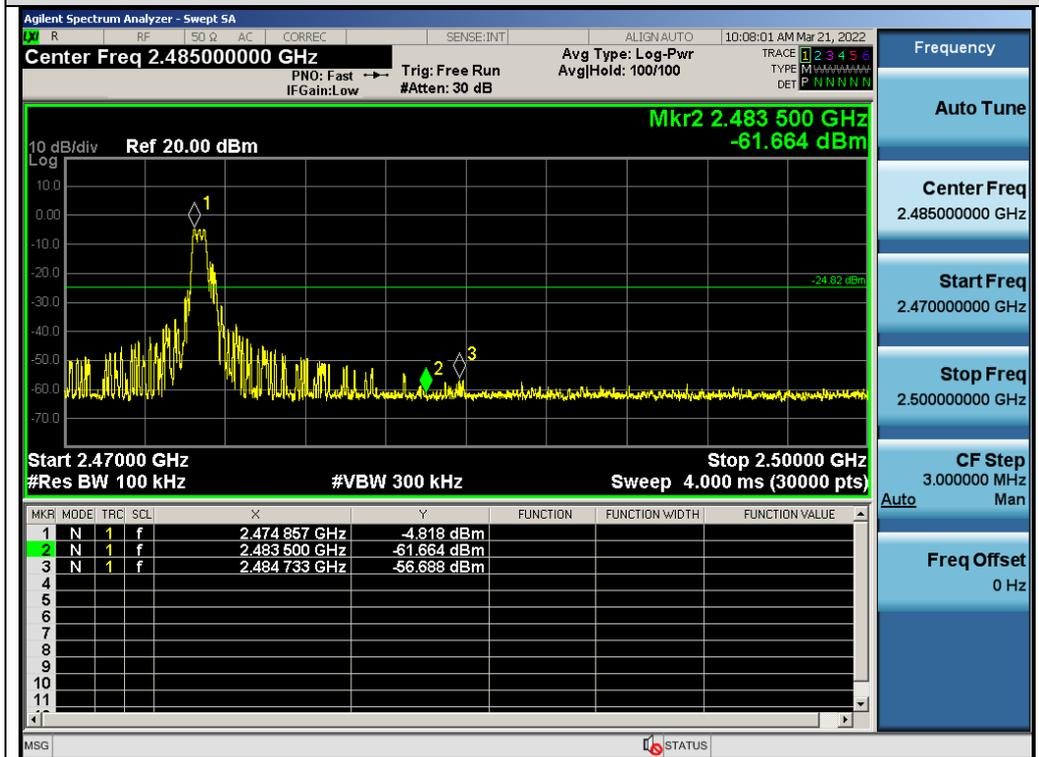 Agilent Spectrum Analyzer - Swept SA
LXI R RF 50 Ω AC CORREC SENSE:INT ALIGN AUTO 10:08:01 AM Mar 21, 2022
Center Freq 2.485000000 GHz
PNO: Fast
IFGain:Low
Trig: Free Run
#Atten: 30 dB
Avg Type: Log-Pwr
Avg|Hold: 100/100
TRACE 1 2 3 4 5 6
TYPE M W W W W W
DET P N N N N N
Mkr2 2.483 500 GHz
-61.664 dBm
10 dB/div
Log
Ref 20.00 dBm
10.0
0.00
-10.0
-20.0
-30.0
-40.0
-50.0
-60.0
-70.0
1
2
3
-24.82 dBm
Start 2.47000 GHz
Stop 2.50000 GHz
#Res BW 100 kHz
#VBW 300 kHz
Sweep 4.000 ms (30000 pts)
MKR MODE TRC SCL X Y FUNCTION FUNCTION WIDTH FUNCTION VALUE
1 N 1 f 2.474 857 GHz -4.818 dBm
2 N 1 f 2.483 500 GHz -61.664 dBm
3 N 1 f 2.484 733 GHz -56.688 dBm
4
5
6
7
8
9
10
11
MSG
STATUS
Frequency
Auto Tune
Center Freq
2.485000000 GHz
Start Freq
2.470000000 GHz
Stop Freq
2.500000000 GHz
CF Step
3.000000 MHz
Auto Man
Freq Offset
0 Hz